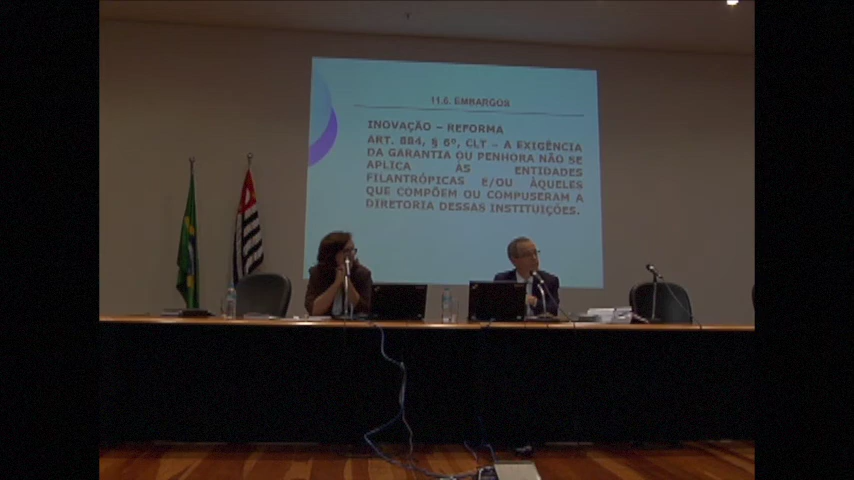 11.6. EMBARGOS
INOVAÇÃO – REFORMA
ART. 884, § 6º, CLT – A EXIGÊNCIA
DA GARANTIA OU PENHORA NÃO SE
APLICA ÀS ENTIDADES
FILANTRÓPICAS E/OU ÀQUELES
QUE COMPÕEM OU COMPUSERAM A
DIRETORIA DESSAS INSTITUIÇÕES.